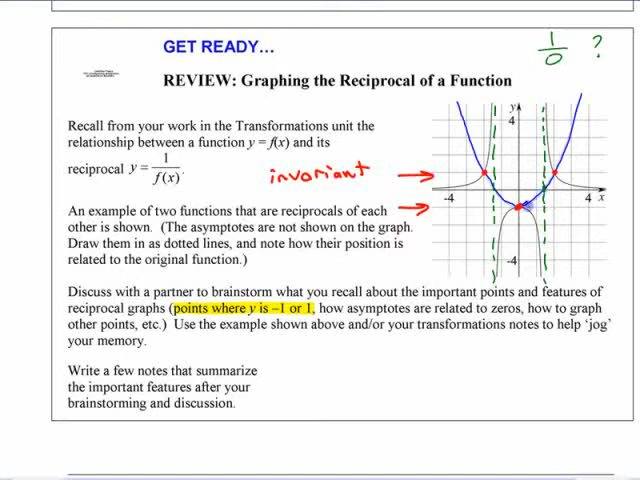 GET READY…
1
0
?
REVIEW: Graphing the Reciprocal of a Function
Recall from your work in the Transformations unit the
relationship between a function y = f(x) and its
reciprocal y = 1
f(x)
.
invariant
An example of two functions that are reciprocals of each
other is shown. (The asymptotes are not shown on the graph.
Draw them in as dotted lines, and note how their position is
related to the original function.)
y
4
-4
4
x
-4
Discuss with a partner to brainstorm what you recall about the important points and features of
reciprocal graphs (points where y is –1 or 1, how asymptotes are related to zeros, how to graph
other points, etc.) Use the example shown above and/or your transformations notes to help ‘jog’
your memory.
Write a few notes that summarize
the important features after your
brainstorming and discussion.